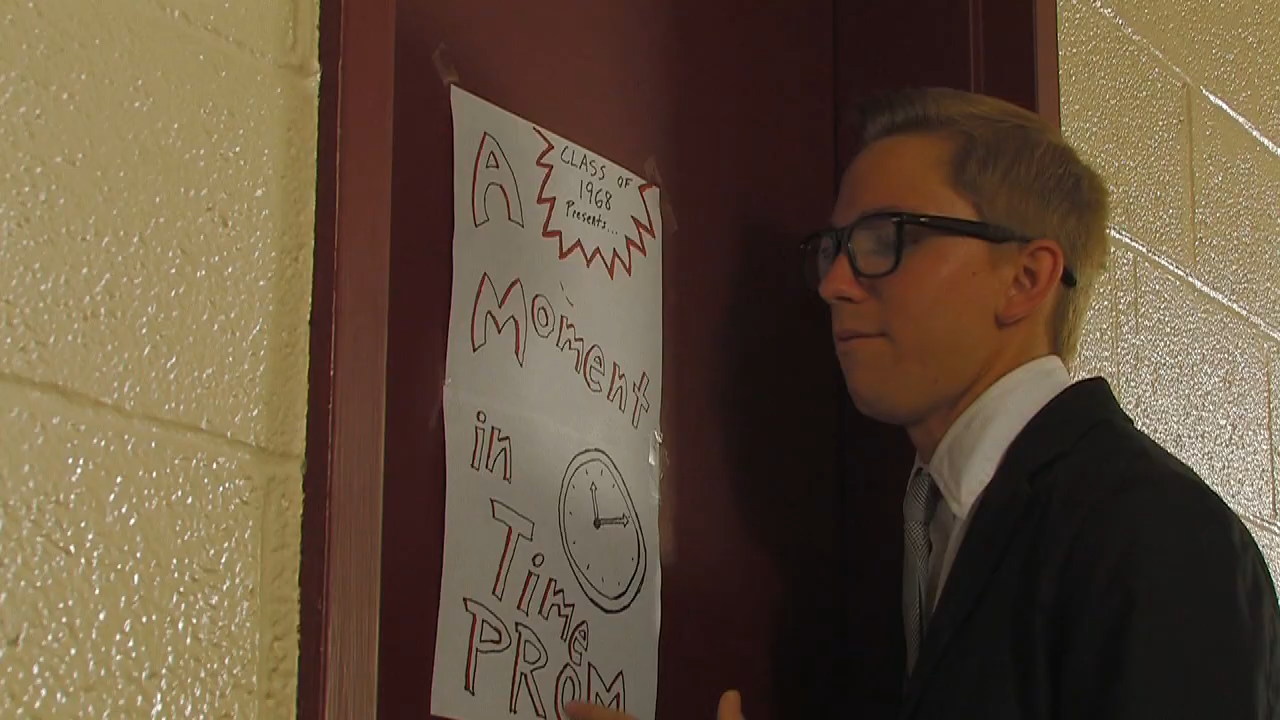 CLASS OF
1968
Presents...
A
Moment
in
Time
PROM